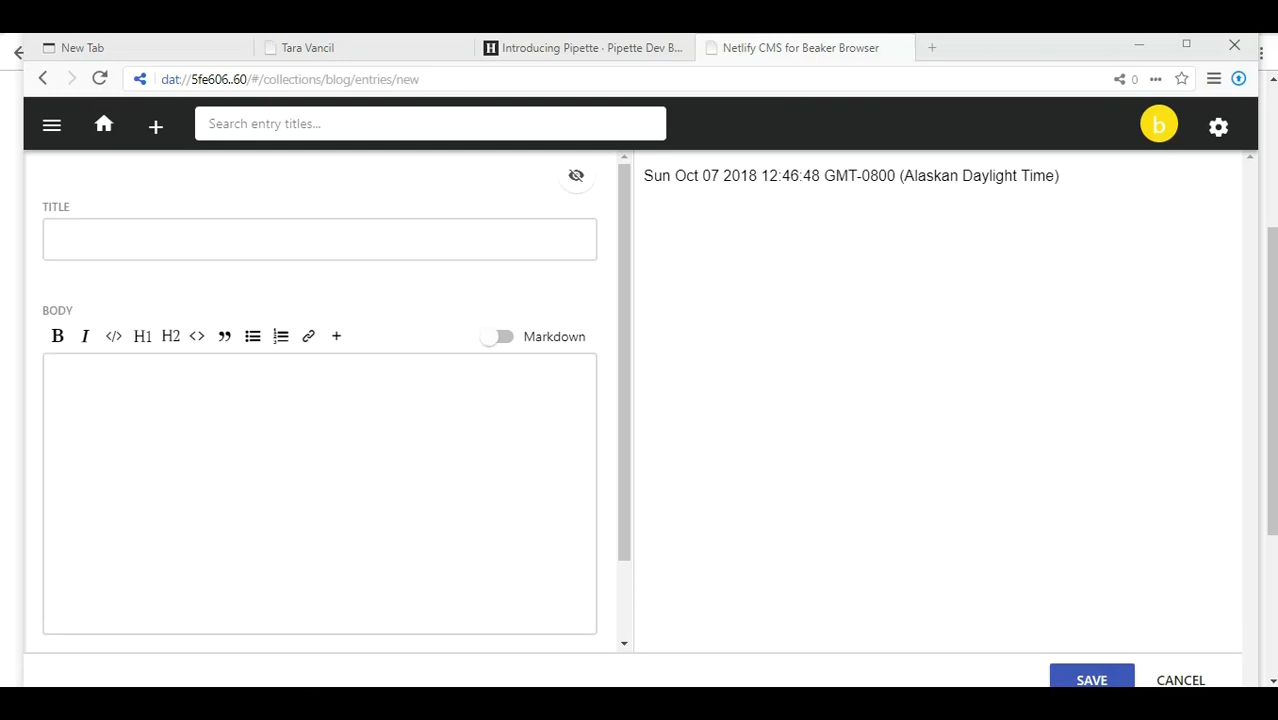 New Tab
Tara Vancil
H Introducing Pipette · Pipette Dev B...
Netlify CMS for Beaker Browser
dat://5fe606..60/#/collections/blog/entries/new
0
Search entry titles...
b
Sun Oct 07 2018 12:46:48 GMT-0800 (Alaskan Daylight Time)
TITLE
BODY
B I </> H1 H2 <> ” + Markdown
SAVE CANCEL